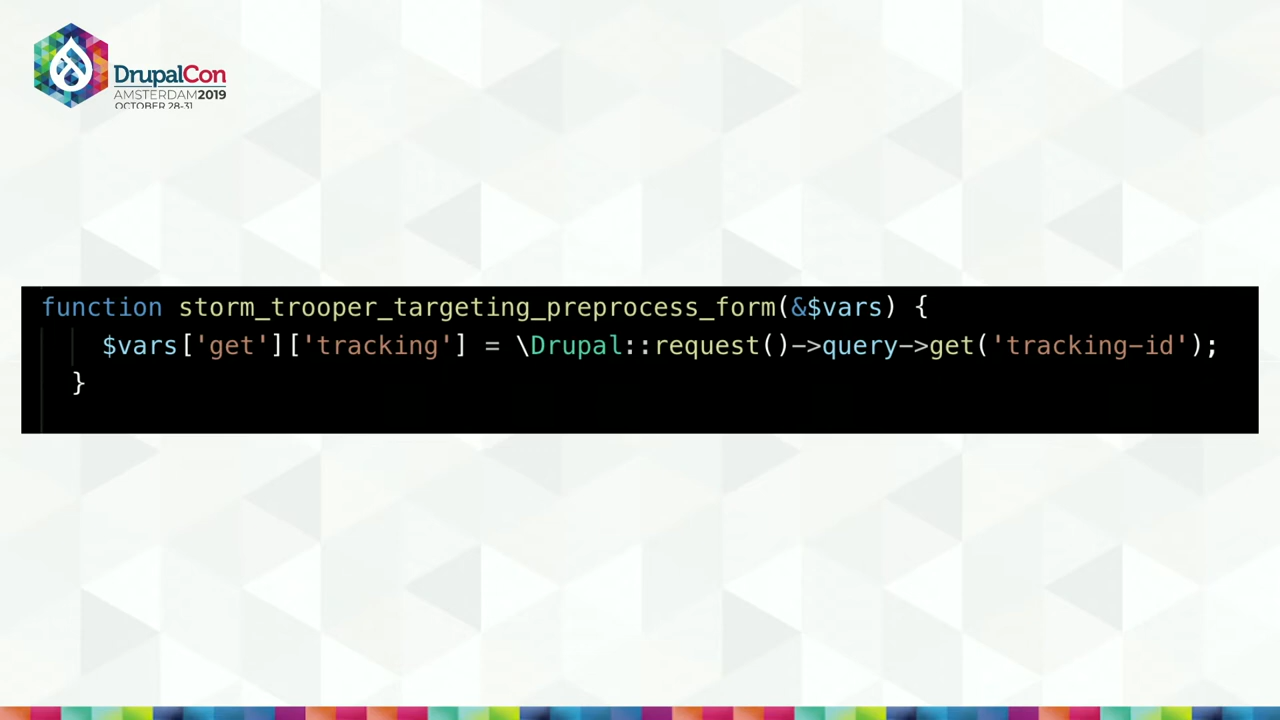 DrupalCon
AMSTERDAM2019
OCTOBER 28-31
function storm_trooper_targeting_preprocess_form(&$vars) {
$vars['get']['tracking'] = \Drupal::request()->query->get('tracking-id');
}